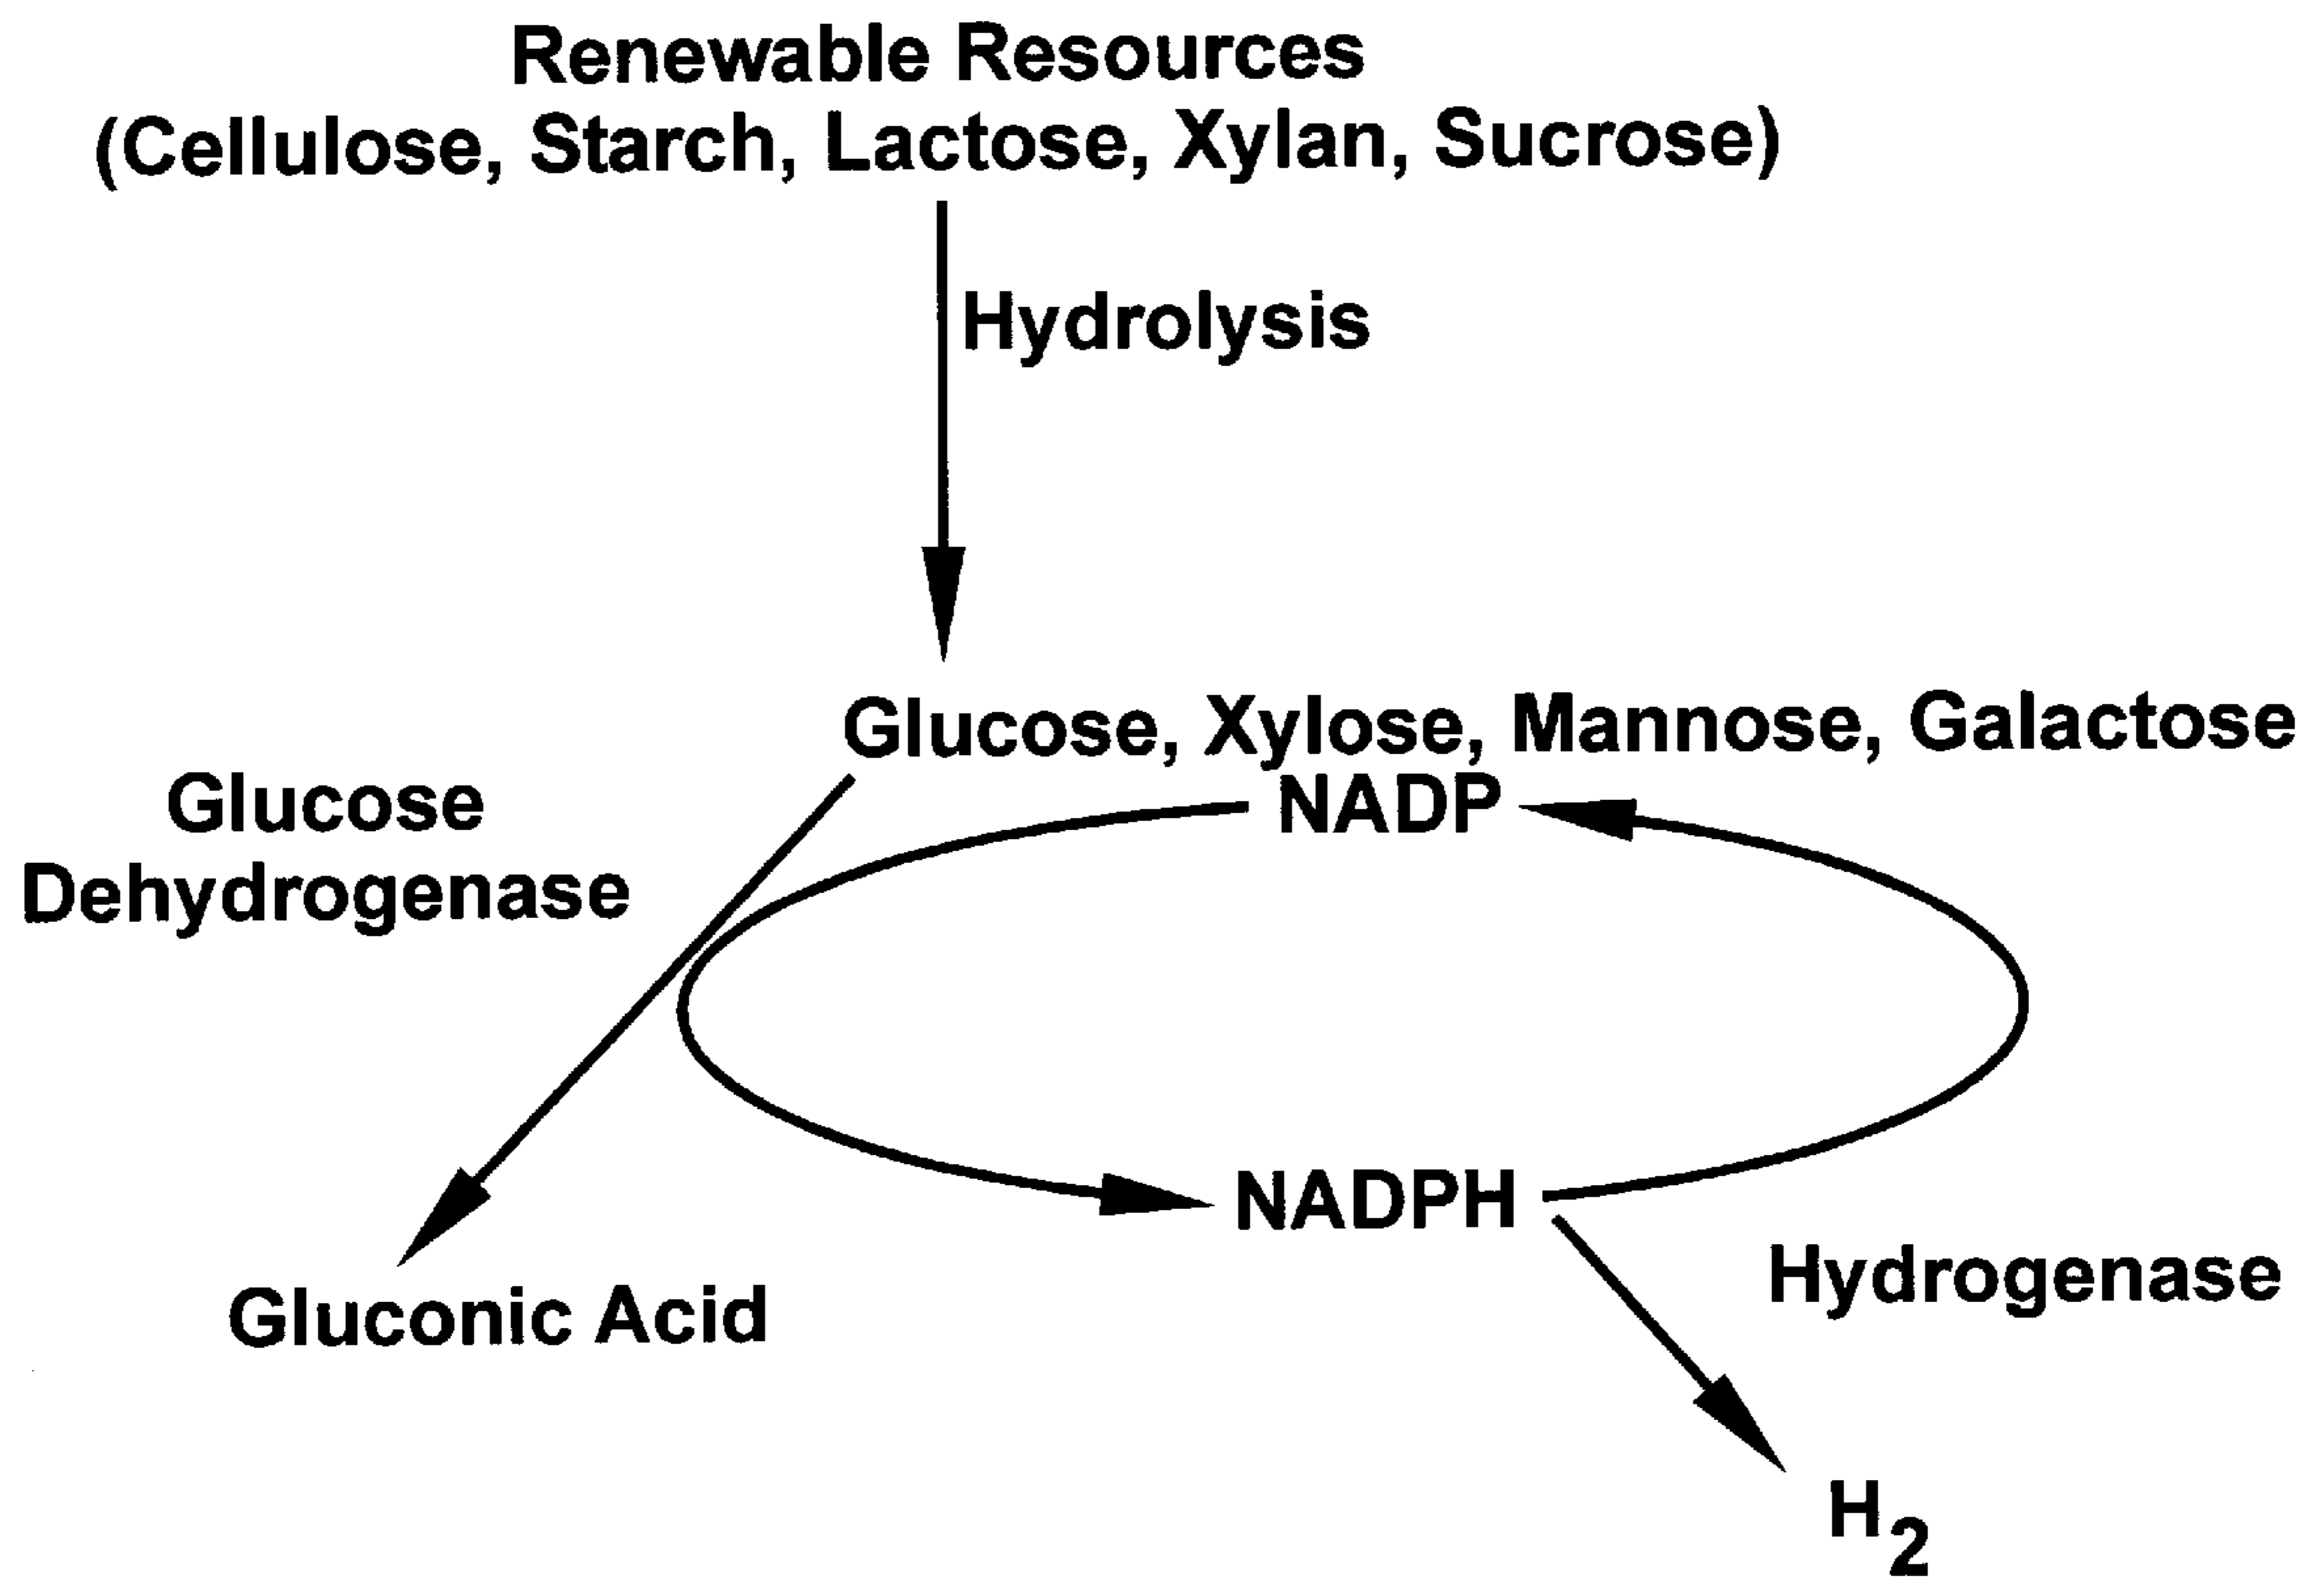 Renewable Resources
(Cellulose, Starch, Lactose, Xylan, Sucrose)
Hydrolysis
Glucose, Xylose, Mannose, Galactose
Glucose
Dehydrogenase
NADP
NADPH
Gluconic Acid
Hydrogenase
H2